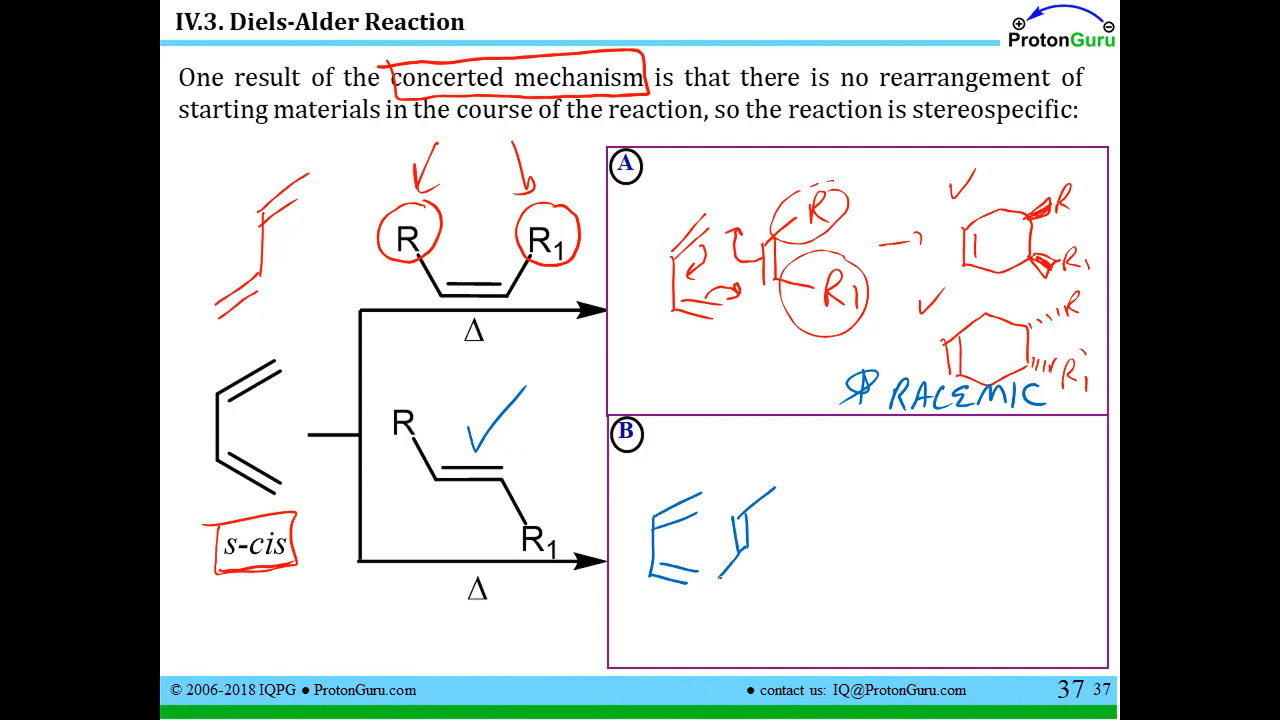 IV.3. Diels-Alder Reaction
⊕ ⊖
ProtonGuru
One result of the concerted mechanism is that there is no rearrangement of
starting materials in the course of the reaction, so the reaction is stereospecific:
A
R R1
Δ
R
R1
R
R1
R
R1
RACEMIC
B
R
R1
Δ
s-cis
© 2006-2018 IQPG ● ProtonGuru.com
● contact us: IQ@ProtonGuru.com
37 37